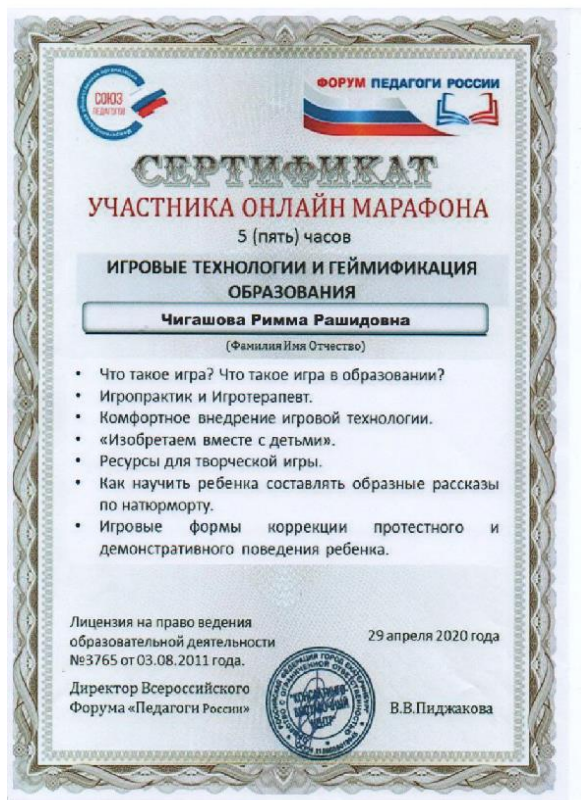 СОЮЗ
ПЕДАГОГОВ
ФОРУМ ПЕДАГОГИ РОССИИ
СЕРТИФИКАТ
УЧАСТНИКА ОНЛАЙН МАРАФОНА
5 (пять) часов
ИГРОВЫЕ ТЕХНОЛОГИИ И ГЕЙМИФИКАЦИЯ
ОБРАЗОВАНИЯ
Чигашова Римма Рашидовна
(Фамилия Имя Отчество)
• Что такое игра? Что такое игра в образовании?
• Игропрактик и Игротерапевт.
• Комфортное внедрение игровой технологии.
• «Изобретаем вместе с детьми».
• Ресурсы для творческой игры.
• Как научить ребенка составлять образные рассказы
по натюрморту.
• Игровые формы коррекции протестного и
демонстративного поведения ребенка.
Лицензия на право ведения
образовательной деятельности
№3765 от 03.08.2011 года.
29 апреля 2020 года
Директор Всероссийского
Форума «Педагоги России»
В.В.Пиджакова